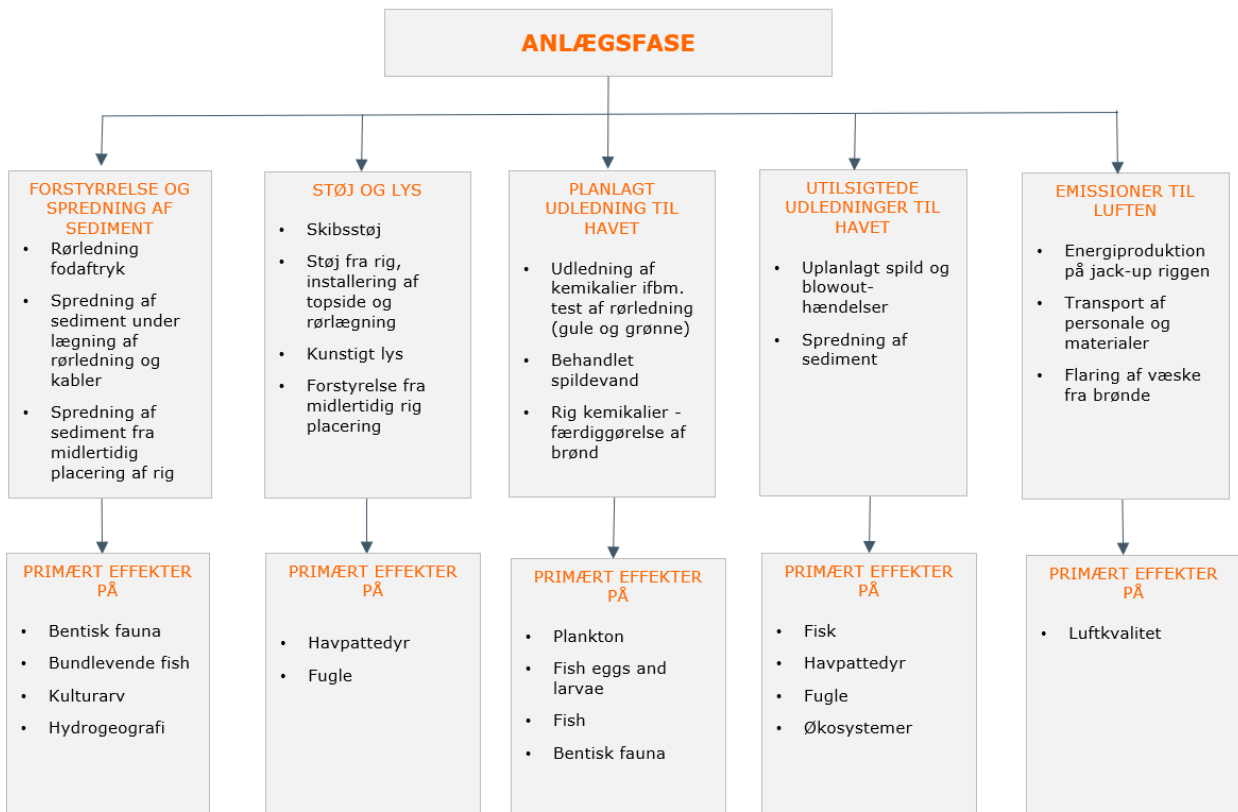 ANLÆGSFASE
FORSTYRRELSE OG
SPREDNING AF
SEDIMENT
• Rørledning
fodaftryk
• Spredning af
sediment under
lægning af
rørledning og
kabler
• Spredning af
sediment fra
midlertidig
placering af rig
STØJ OG LYS
• Skibsstøj
• Støj fra rig,
installering af
topside og
rørlægning
• Kunstigt lys
• Forstyrelse fra
midlertidig rig
placering
PLANLAGT
UDLEDNING TIL
HAVET
• Udledning af
kemikalier ifbm.
test af rørledning
(gule og grønne)
• Behandlet
spildevand
• Rig kemikalier -
færdiggørelse af
brønd
UTILSIGTEDE
UDLEDNINGER TIL
HAVET
• Uplanlagt spild og
blowout-
hændelser
• Spredning af
sediment
EMISSIONER TIL
LUFTEN
• Energiproduktion
på jack-up riggen
• Transport af
personale og
materialer
• Flaring af væske
fra brønde
PRIMÆRT EFFEKTER
PÅ
• Bentisk fauna
• Bundlevende fish
• Kulturarv
• Hydrogeografi
PRIMÆRT EFFEKTER
PÅ
• Havpattedyr
• Fugle
PRIMÆRT EFFEKTER
PÅ
• Plankton
• Fish eggs and
larvae
• Fish
• Bentisk fauna
PRIMÆRT EFFEKTER
PÅ
• Fisk
• Havpattedyr
• Fugle
• Økosystemer
PRIMÆRT EFFEKTER
PÅ
• Luftkvalitet